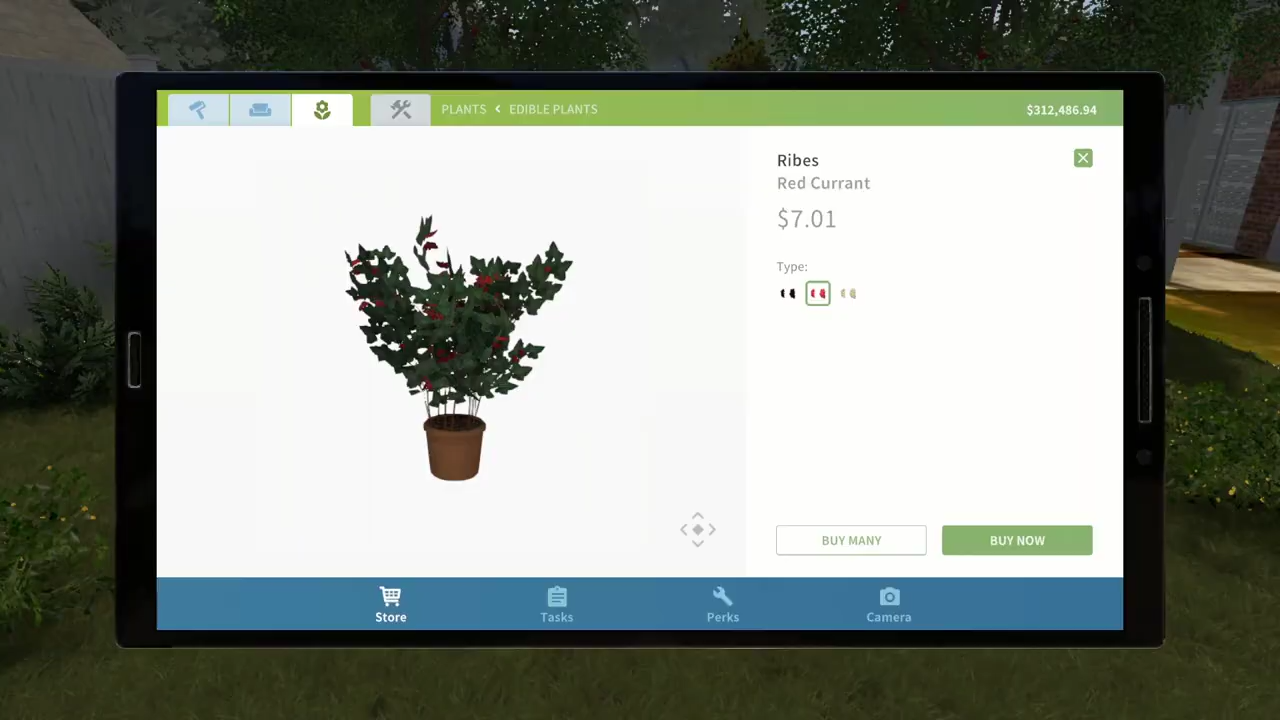 PLANTS < EDIBLE PLANTS
$312,486.94
Ribes
Red Currant
$7.01
Type:
BUY MANY
BUY NOW
Store
Tasks
Perks
Camera